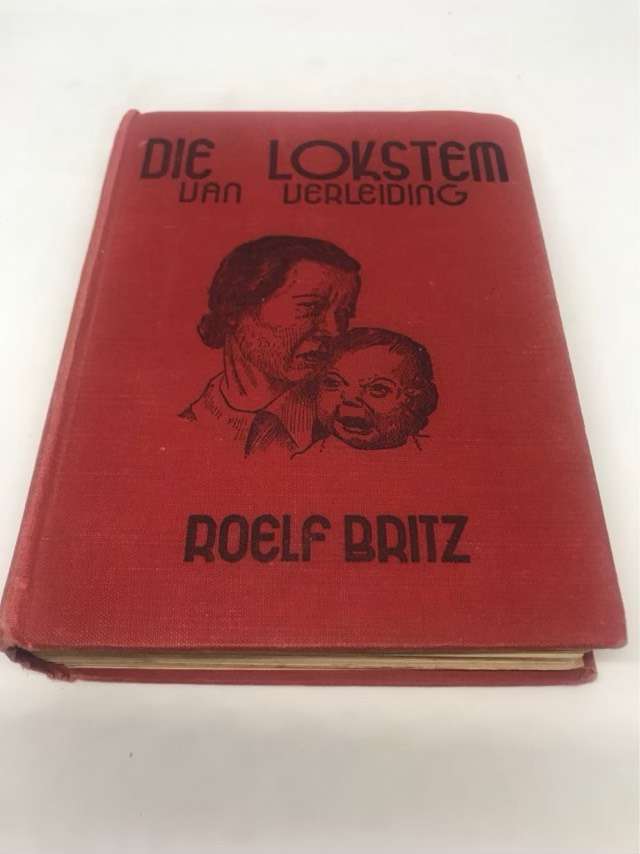 DIE LOKSTEM
VAN VERLEIDING
ROELF BRITZ